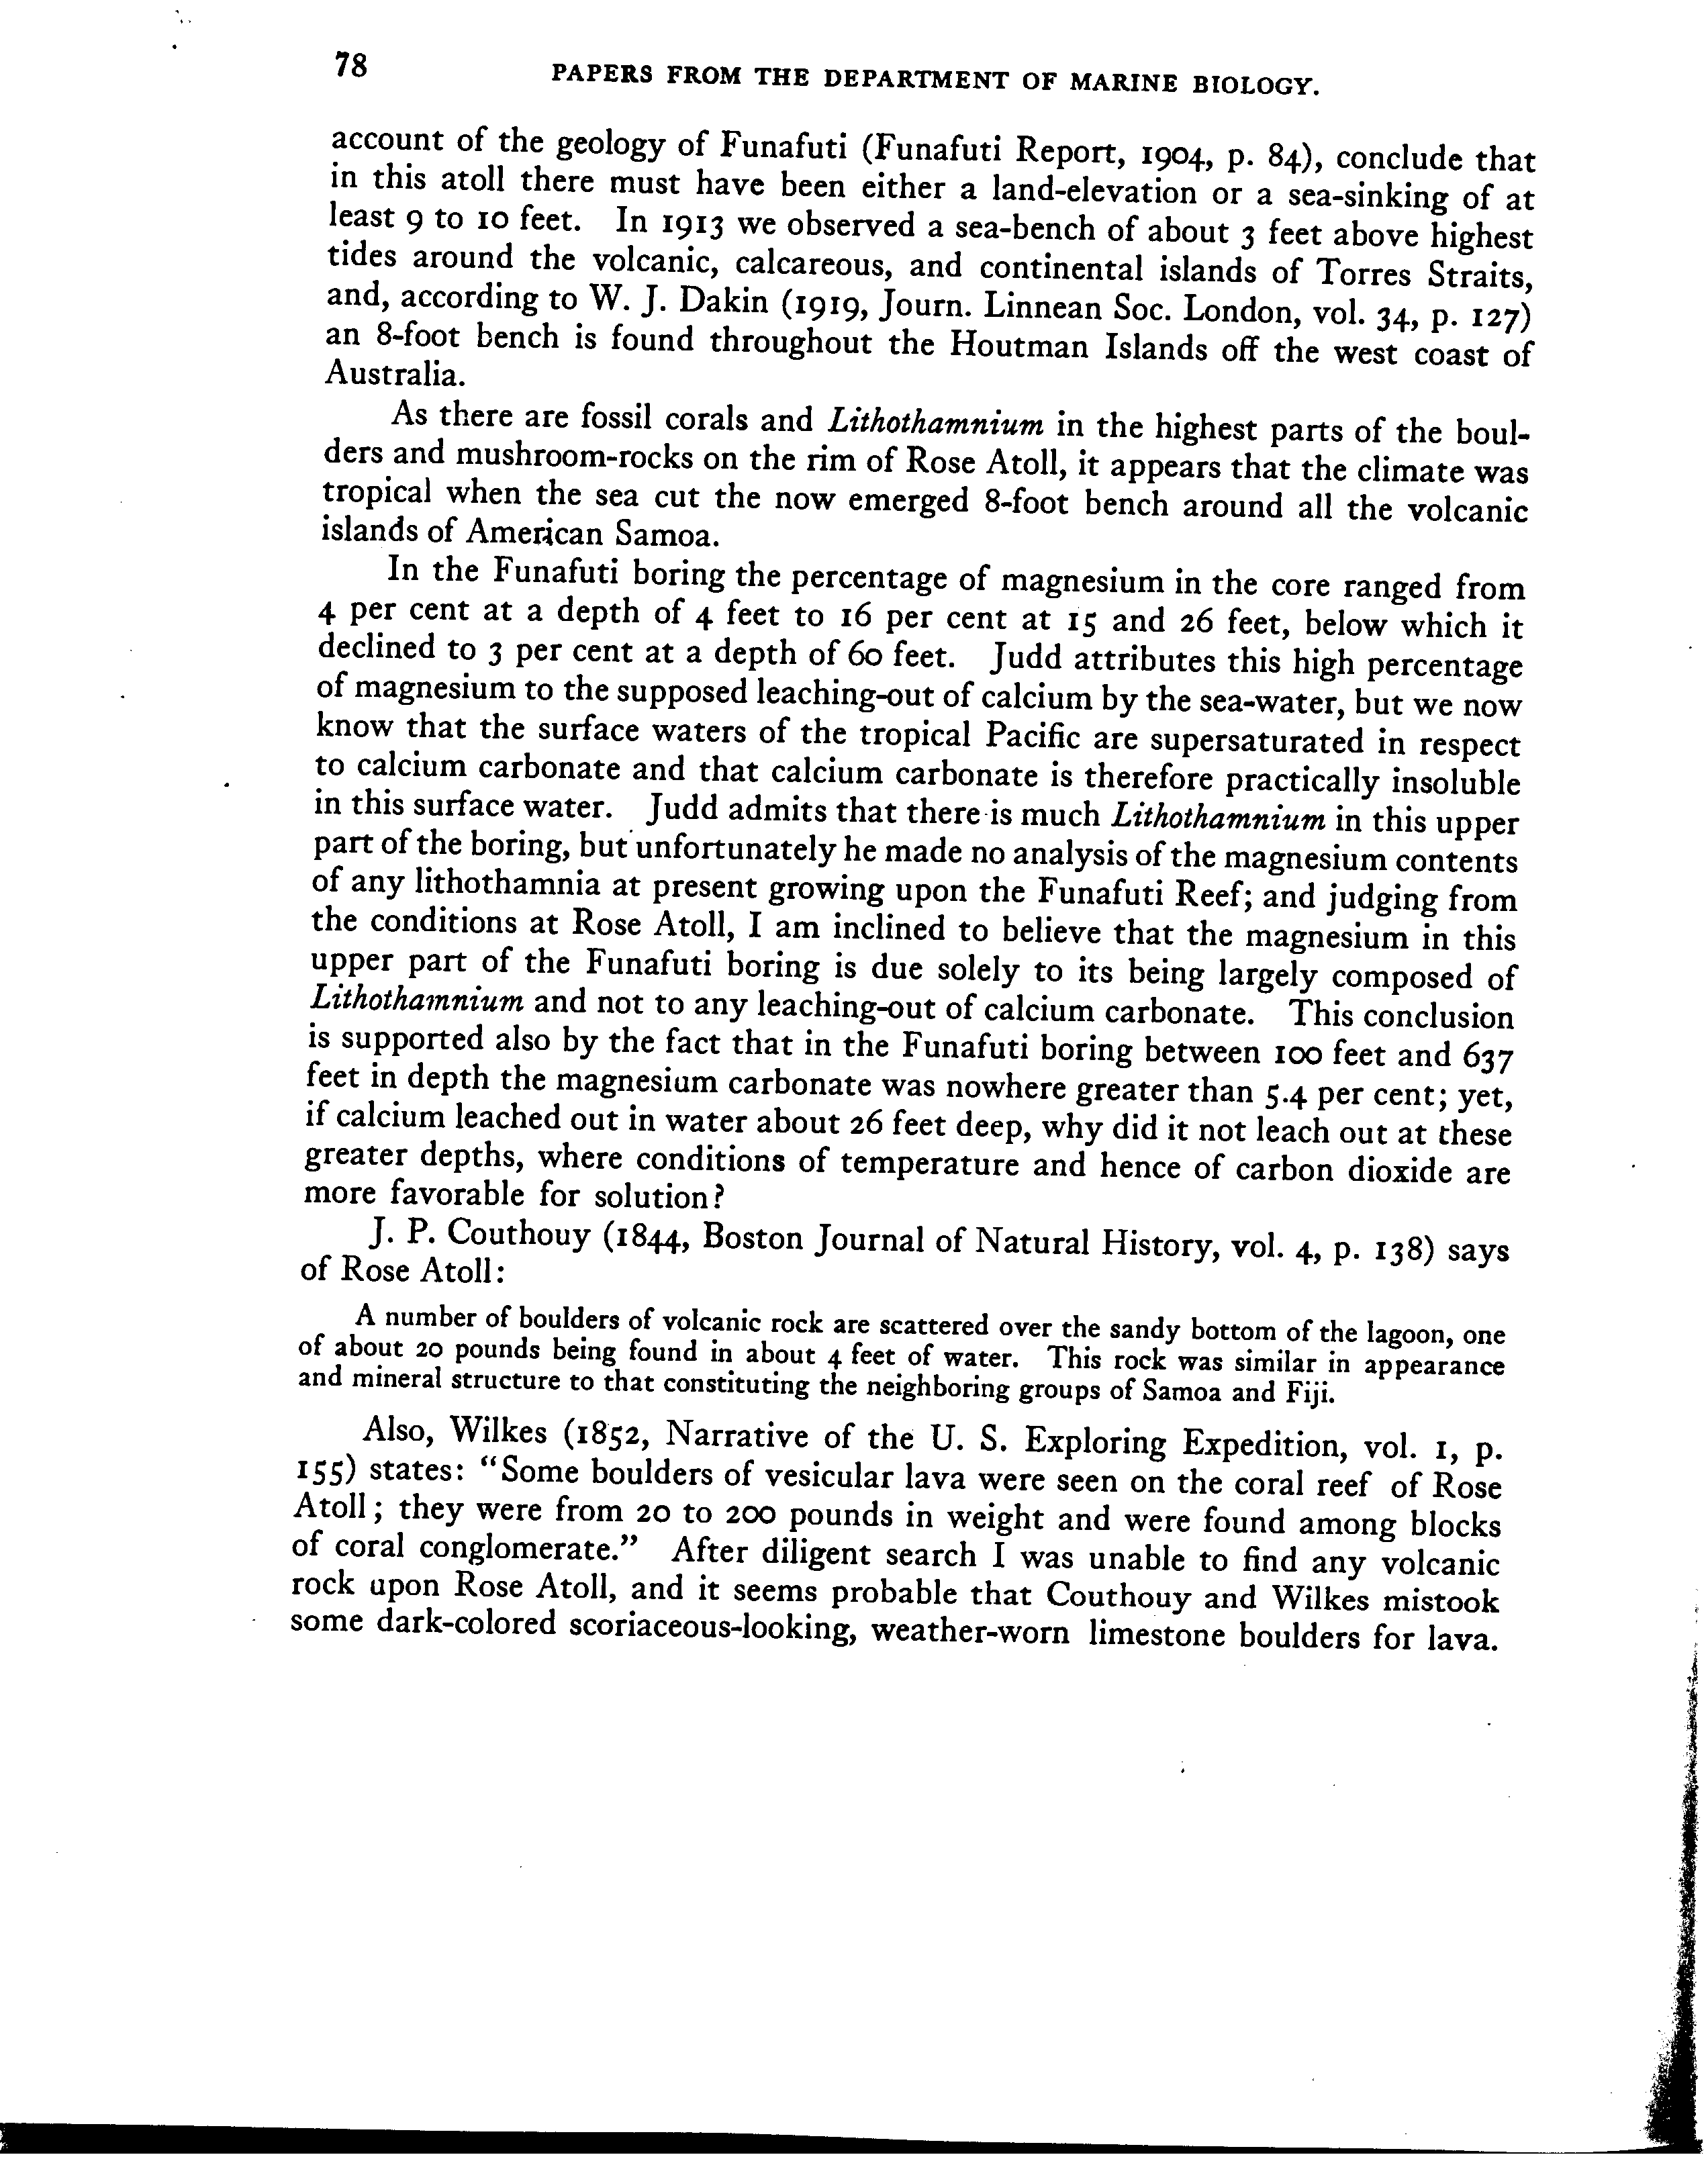 78 PAPERS FROM THE DEPARTMENT OF MARINE BIOLOGY.
account of the geology of Funafuti (Funafuti Report, 1904, p. 84), conclude that
in this atoll there must have been either a land-elevation or a sea-sinking of at
least 9 to 10 feet. In 1913 we observed a sea-bench of about 3 feet above highest
tides around the volcanic, calcareous, and continental islands of Torres Straits,
and, according to W. J. Dakin (1919, Journ. Linnean Soc. London, vol. 34, p. 127)
an 8-foot bench is found throughout the Houtman Islands off the west coast of
Australia.
As there are fossil corals and Lithothamnium in the highest parts of the boul-
ders and mushroom-rocks on the rim of Rose Atoll, it appears that the climate was
tropical when the sea cut the now emerged 8-foot bench around all the volcanic
islands of American Samoa.
In the Funafuti boring the percentage of magnesium in the core ranged from
4 per cent at a depth of 4 feet to 16 per cent at 15 and 26 feet, below which it
declined to 3 per cent at a depth of 60 feet. Judd attributes this high percentage
of magnesium to the supposed leaching-out of calcium by the sea-water, but we now
know that the surface waters of the tropical Pacific are supersaturated in respect
to calcium carbonate and that calcium carbonate is therefore practically insoluble
in this surface water. Judd admits that there is much Lithothamnium in this upper
part of the boring, but unfortunately he made no analysis of the magnesium contents
of any lithothamnia at present growing upon the Funafuti Reef; and judging from
the conditions at Rose Atoll, I am inclined to believe that the magnesium in this
upper part of the Funafuti boring is due solely to its being largely composed of
Lithothamnium and not to any leaching-out of calcium carbonate. This conclusion
is supported also by the fact that in the Funafuti boring between 100 feet and 637
feet in depth the magnesium carbonate was nowhere greater than 5.4 per cent; yet,
if calcium leached out in water about 26 feet deep, why did it not leach out at these
greater depths, where conditions of temperature and hence of carbon dioxide are
more favorable for solution?
J. P. Couthouy (1844, Boston Journal of Natural History, vol. 4, p. 138) says
of Rose Atoll:
A number of boulders of volcanic rock are scattered over the sandy bottom of the lagoon, one
of about 20 pounds being found in about 4 feet of water. This rock was similar in appearance
and mineral structure to that constituting the neighboring groups of Samoa and Fiji.
Also, Wilkes (1852, Narrative of the U. S. Exploring Expedition, vol. 1, p.
155) states: "Some boulders of vesicular lava were seen on the coral reef of Rose
Atoll; they were from 20 to 200 pounds in weight and were found among blocks
of coral conglomerate." After diligent search I was unable to find any volcanic
rock upon Rose Atoll, and it seems probable that Couthouy and Wilkes mistook
some dark-colored scoriaceous-looking, weather-worn limestone boulders for lava.